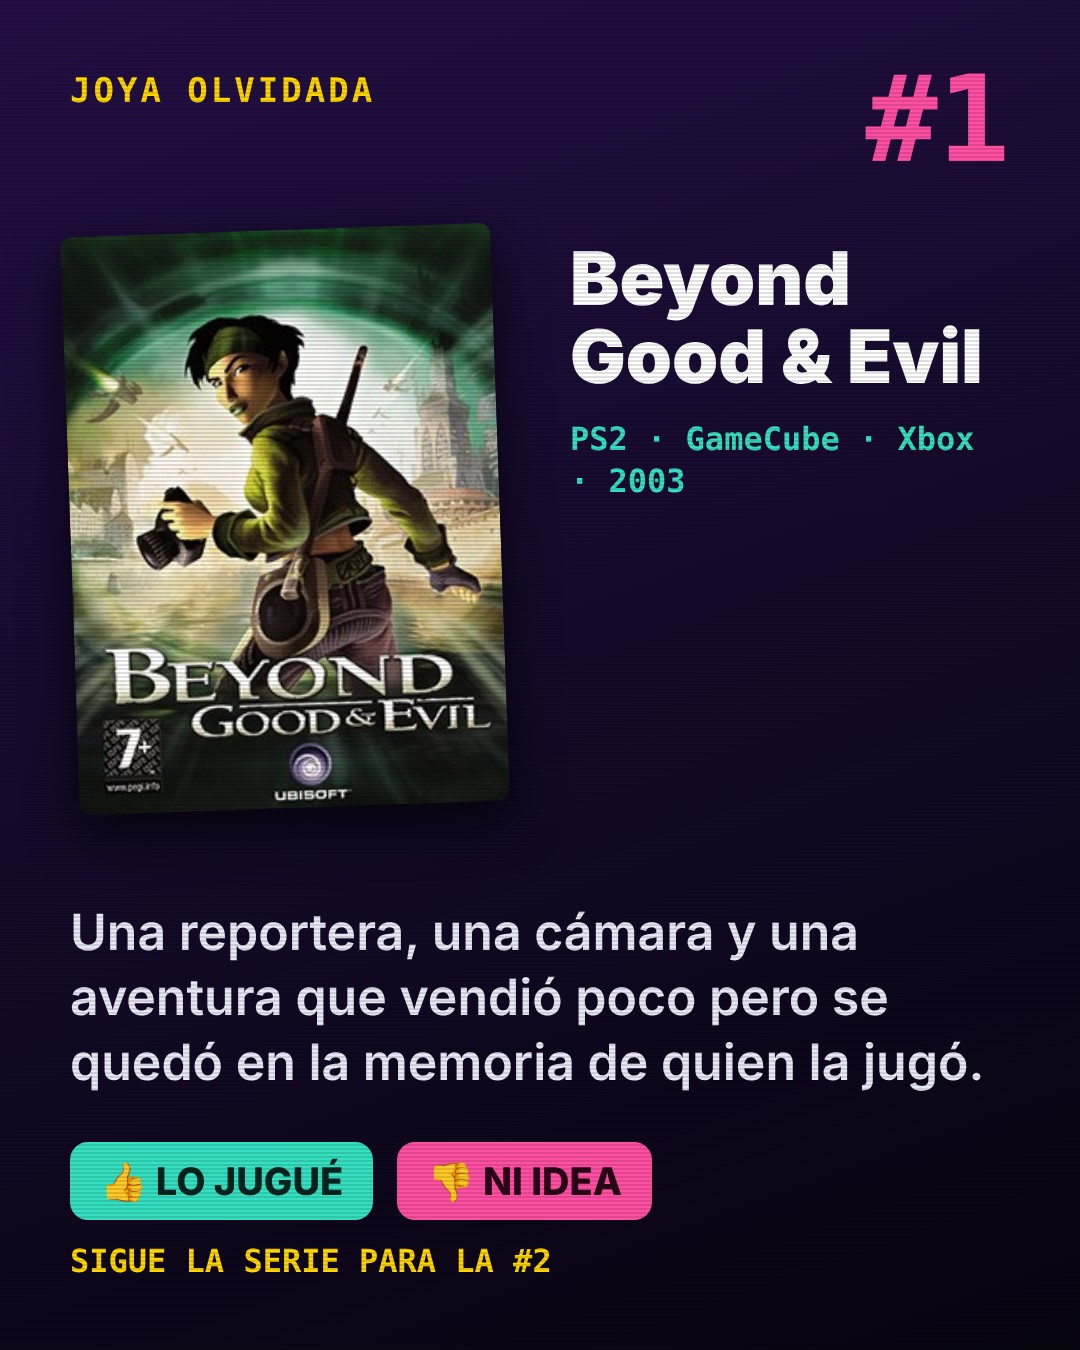 JOYA OLVIDADA
#1
Beyond
Good & Evil
PS2 · GameCube · Xbox
· 2003
BEYOND
GOOD & EVIL
7+
www.pegi.info
UBISOFT
Una reportera, una cámara y una
aventura que vendió poco pero se
quedó en la memoria de quien la jugó.
👍 LO JUGUÉ
👎 NI IDEA
SIGUE LA SERIE PARA LA #2